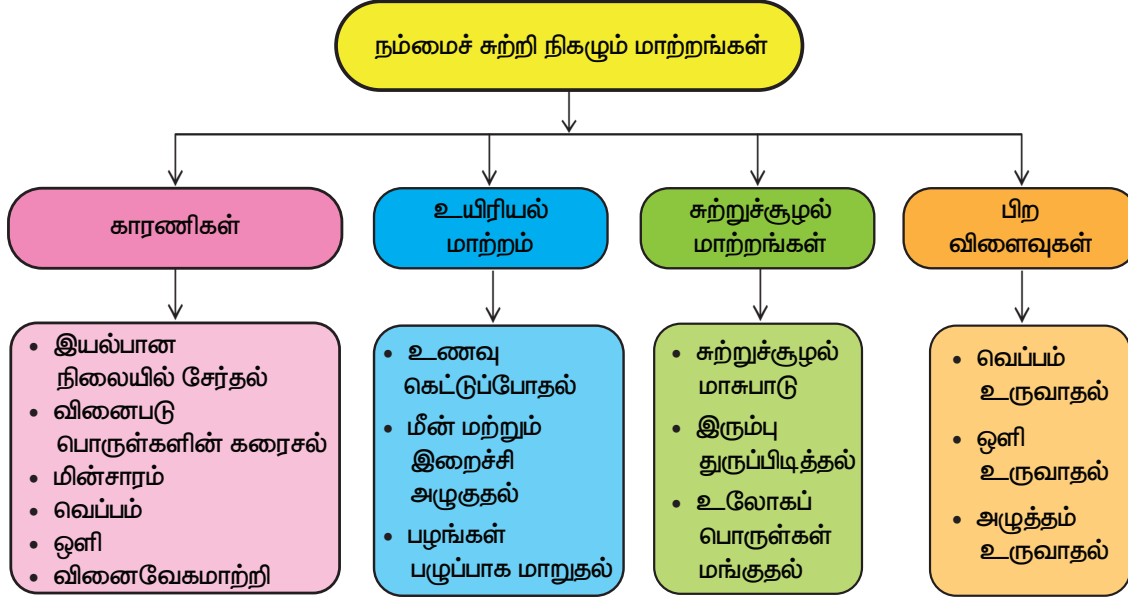 நம்மைச் சுற்றி நிகழும் மாற்றங்கள்
காரணிகள்
• இயல்பான
நிலையில் சேர்தல்
• வினைபடு
பொருள்களின் கரைசல்
• மின்சாரம்
• வெப்பம்
• ஒளி
• வினைவேகமாற்றி
உயிரியல்
மாற்றம்
• உணவு
கெட்டுப்போதல்
• மீன் மற்றும்
இறைச்சி
அழுகுதல்
• பழங்கள்
பழுப்பாக மாறுதல்
சுற்றுச்சூழல்
மாற்றங்கள்
• சுற்றுச்சூழல்
மாசுபாடு
• இரும்பு
துருப்பிடித்தல்
• உலோகப்
பொருள்கள்
மங்குதல்
பிற
விளைவுகள்
• வெப்பம்
உருவாதல்
• ஒளி
உருவாதல்
• அழுத்தம்
உருவாதல்